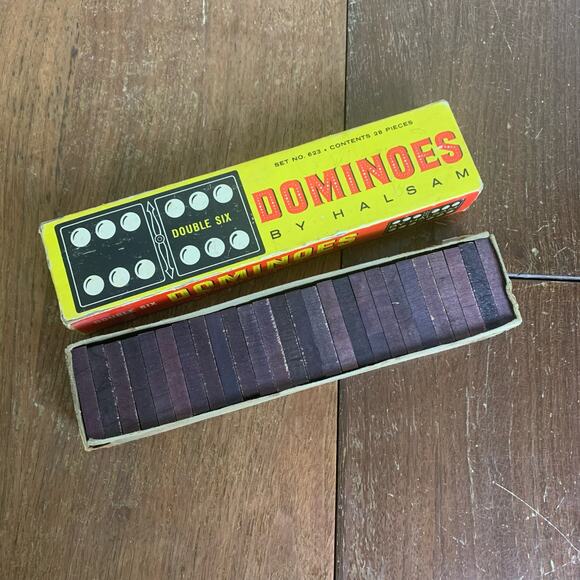 SET NO. 623 • CONTENTS 28 PIECES
DOMINOES
BY HALSAM
DOUBLE SIX
DOUBLE SIX DOMINOES